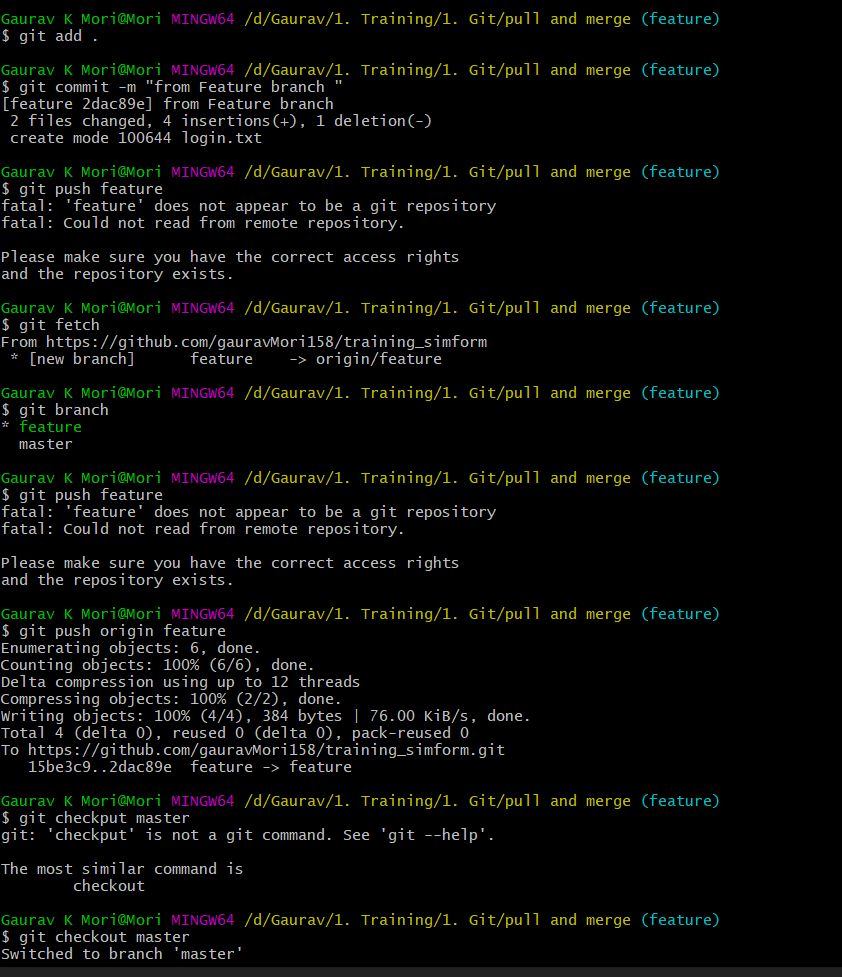 Gaurav K Mori@Mori MINGW64 /d/Gaurav/1. Training/1. Git/pull and merge (feature)
$ git add .
Gaurav K Mori@Mori MINGW64 /d/Gaurav/1. Training/1. Git/pull and merge (feature)
$ git commit -m "from Feature branch "
[feature 2dac89e] from Feature branch
 2 files changed, 4 insertions(+), 1 deletion(-)
 create mode 100644 login.txt
Gaurav K Mori@Mori MINGW64 /d/Gaurav/1. Training/1. Git/pull and merge (feature)
$ git push feature
fatal: 'feature' does not appear to be a git repository
fatal: Could not read from remote repository.
Please make sure you have the correct access rights
and the repository exists.
Gaurav K Mori@Mori MINGW64 /d/Gaurav/1. Training/1. Git/pull and merge (feature)
$ git fetch
From https://github.com/gauravMori158/training_simform
 * [new branch]      feature    -> origin/feature
Gaurav K Mori@Mori MINGW64 /d/Gaurav/1. Training/1. Git/pull and merge (feature)
$ git branch
* feature
  master
Gaurav K Mori@Mori MINGW64 /d/Gaurav/1. Training/1. Git/pull and merge (feature)
$ git push feature
fatal: 'feature' does not appear to be a git repository
fatal: Could not read from remote repository.
Please make sure you have the correct access rights
and the repository exists.
Gaurav K Mori@Mori MINGW64 /d/Gaurav/1. Training/1. Git/pull and merge (feature)
$ git push origin feature
Enumerating objects: 6, done.
Counting objects: 100% (6/6), done.
Delta compression using up to 12 threads
Compressing objects: 100% (2/2), done.
Writing objects: 100% (4/4), 384 bytes | 76.00 KiB/s, done.
Total 4 (delta 0), reused 0 (delta 0), pack-reused 0
To https://github.com/gauravMori158/training_simform.git
   15be3c9..2dac89e  feature -> feature
Gaurav K Mori@Mori MINGW64 /d/Gaurav/1. Training/1. Git/pull and merge (feature)
$ git checkput master
git: 'checkput' is not a git command. See 'git --help'.
The most similar command is
        checkout
Gaurav K Mori@Mori MINGW64 /d/Gaurav/1. Training/1. Git/pull and merge (feature)
$ git checkout master
Switched to branch 'master'